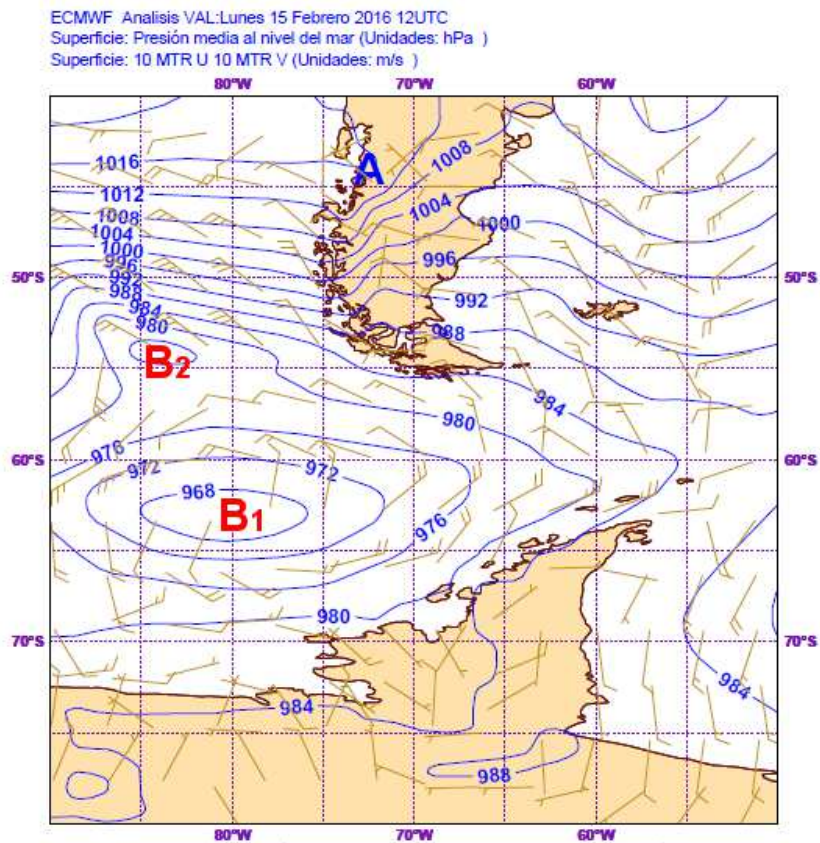 ECMWF Analisis VAL:Lunes 15 Febrero 2016 12UTC
Superficie: Presión media al nivel del mar (Unidades: hPa )
Superficie: 10 MTR U 10 MTR V (Unidades: m/s )
80°W 70°W 60°W
1016
A
1008
1012
1008
1004
1004
1000
1000
996
996
50°S
50°S
992
988
992
984
988
980
B2
984
980
976
60°S
60°S
972
972
968
B1
976
980
70°S
70°S
984
984
988
80°W 70°W 60°W